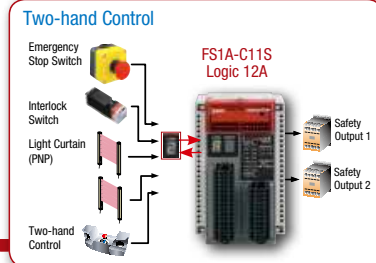 Two-hand Control
Emergency
Stop Switch
FS1A-C11S
Logic 12A
Interlock
Switch
Light Curtain
(PNP)
Safety
Output 1
Safety
Output 2
Two-hand
Control